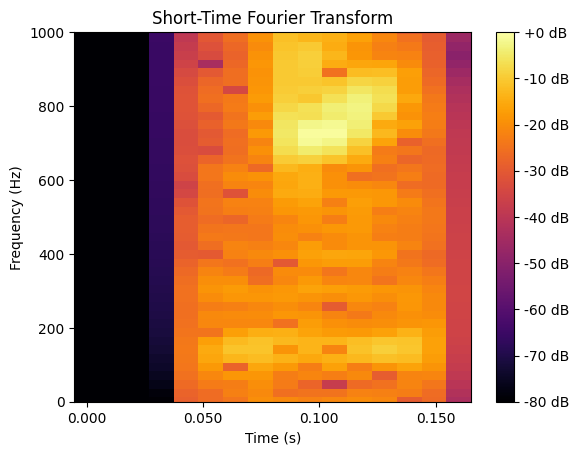 Short-Time Fourier Transform
Frequency (Hz)
1000
800
600
400
200
0
0.000
0.050
0.100
0.150
Time (s)
+0 dB
-10 dB
-20 dB
-30 dB
-40 dB
-50 dB
-60 dB
-70 dB
-80 dB